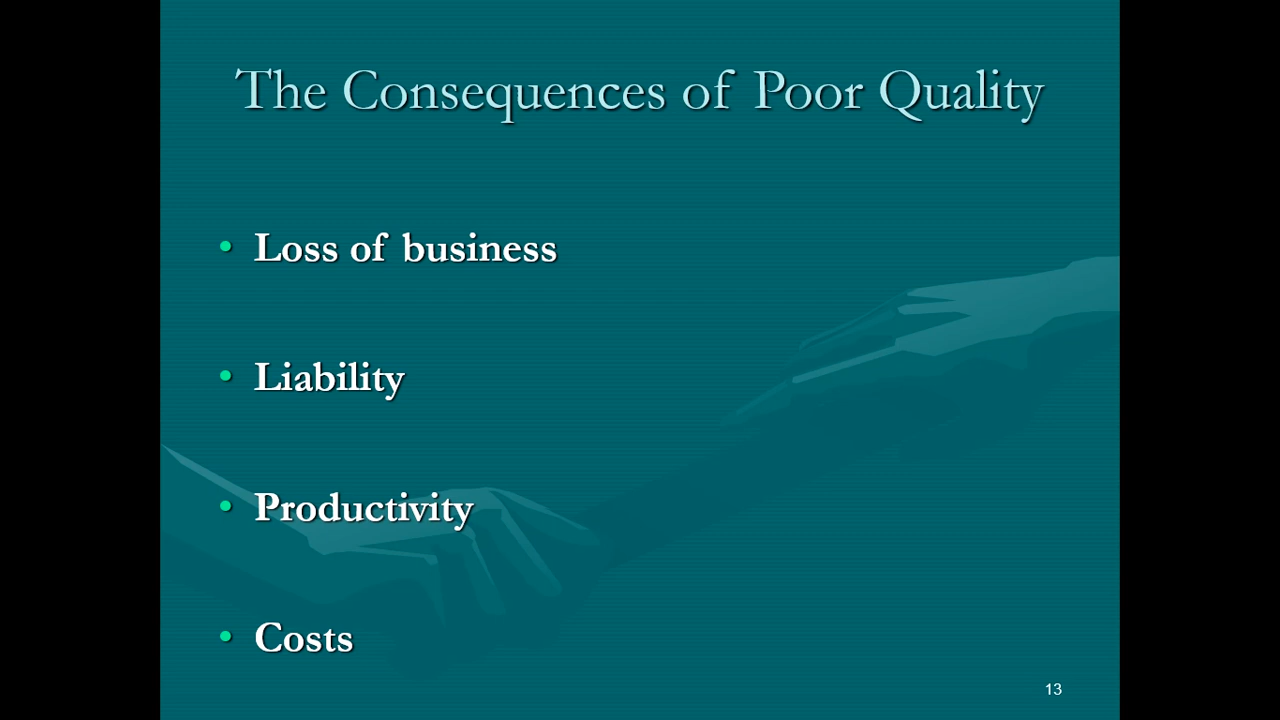 The Consequences of Poor Quality
• Loss of business
• Liability
• Productivity
• Costs
13